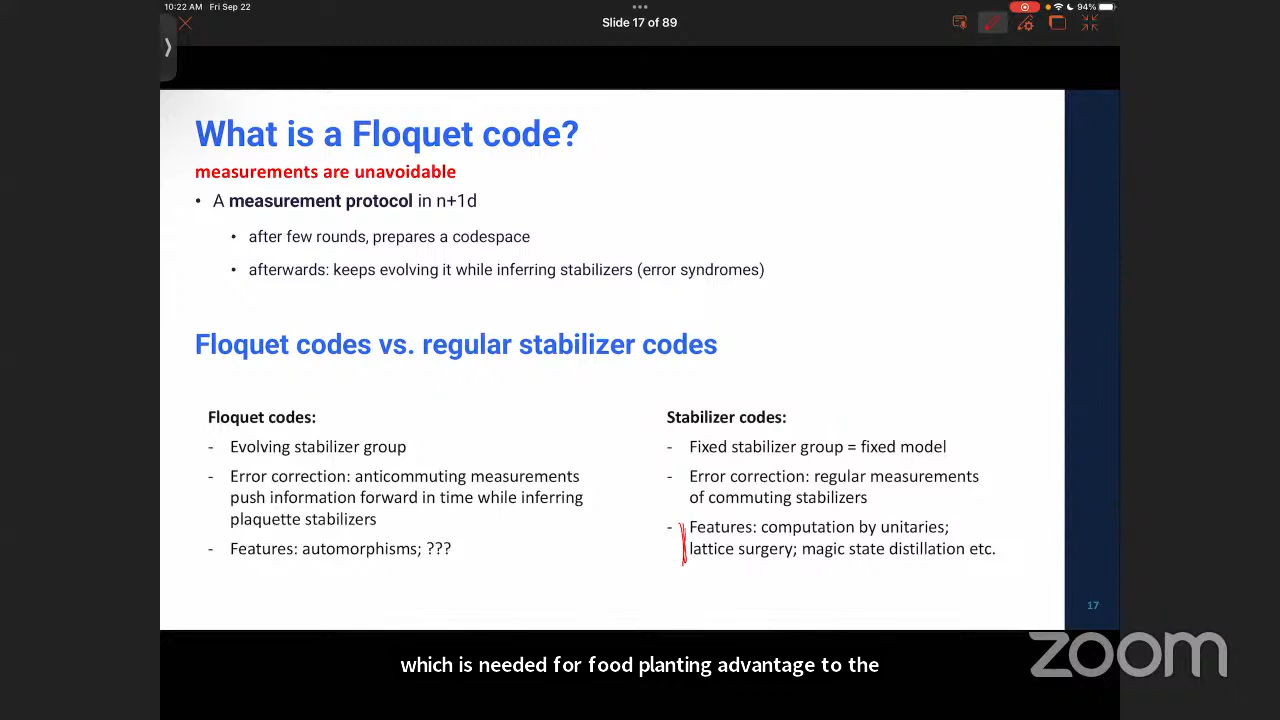 10:22 AM Fri Sep 22
94%
Slide 17 of 89
What is a Floquet code?
measurements are unavoidable
• A measurement protocol in n+1d
• after few rounds, prepares a codespace
• afterwards: keeps evolving it while inferring stabilizers (error syndromes)
Floquet codes vs. regular stabilizer codes
Floquet codes:
- Evolving stabilizer group
- Error correction: anticommuting measurements
push information forward in time while inferring
plaquette stabilizers
- Features: automorphisms; ???
Stabilizer codes:
- Fixed stabilizer group = fixed model
- Error correction: regular measurements
of commuting stabilizers
- Features: computation by unitaries;
lattice surgery; magic state distillation etc.
17
which is needed for food planting advantage to the
zoom